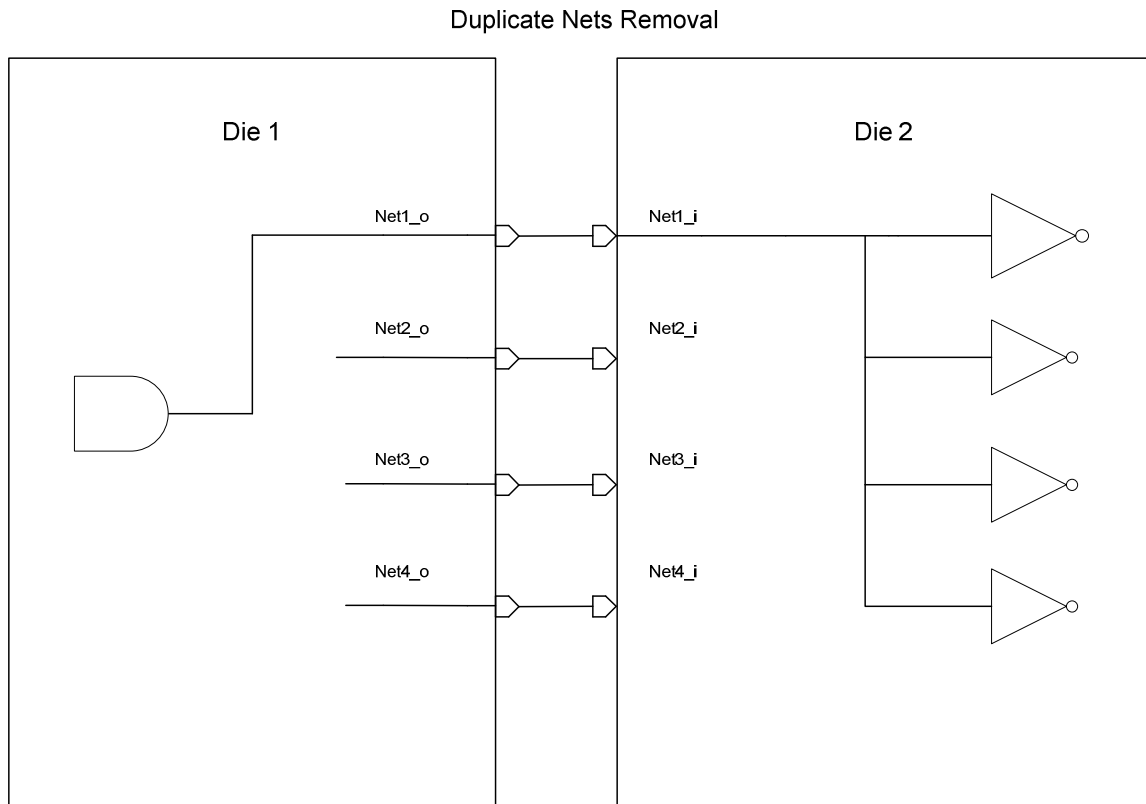 Duplicate Nets Removal
Die 1
Die 2
Net1_o
Net1_i
Net2_o
Net2_i
Net3_o
Net3_i
Net4_o
Net4_i